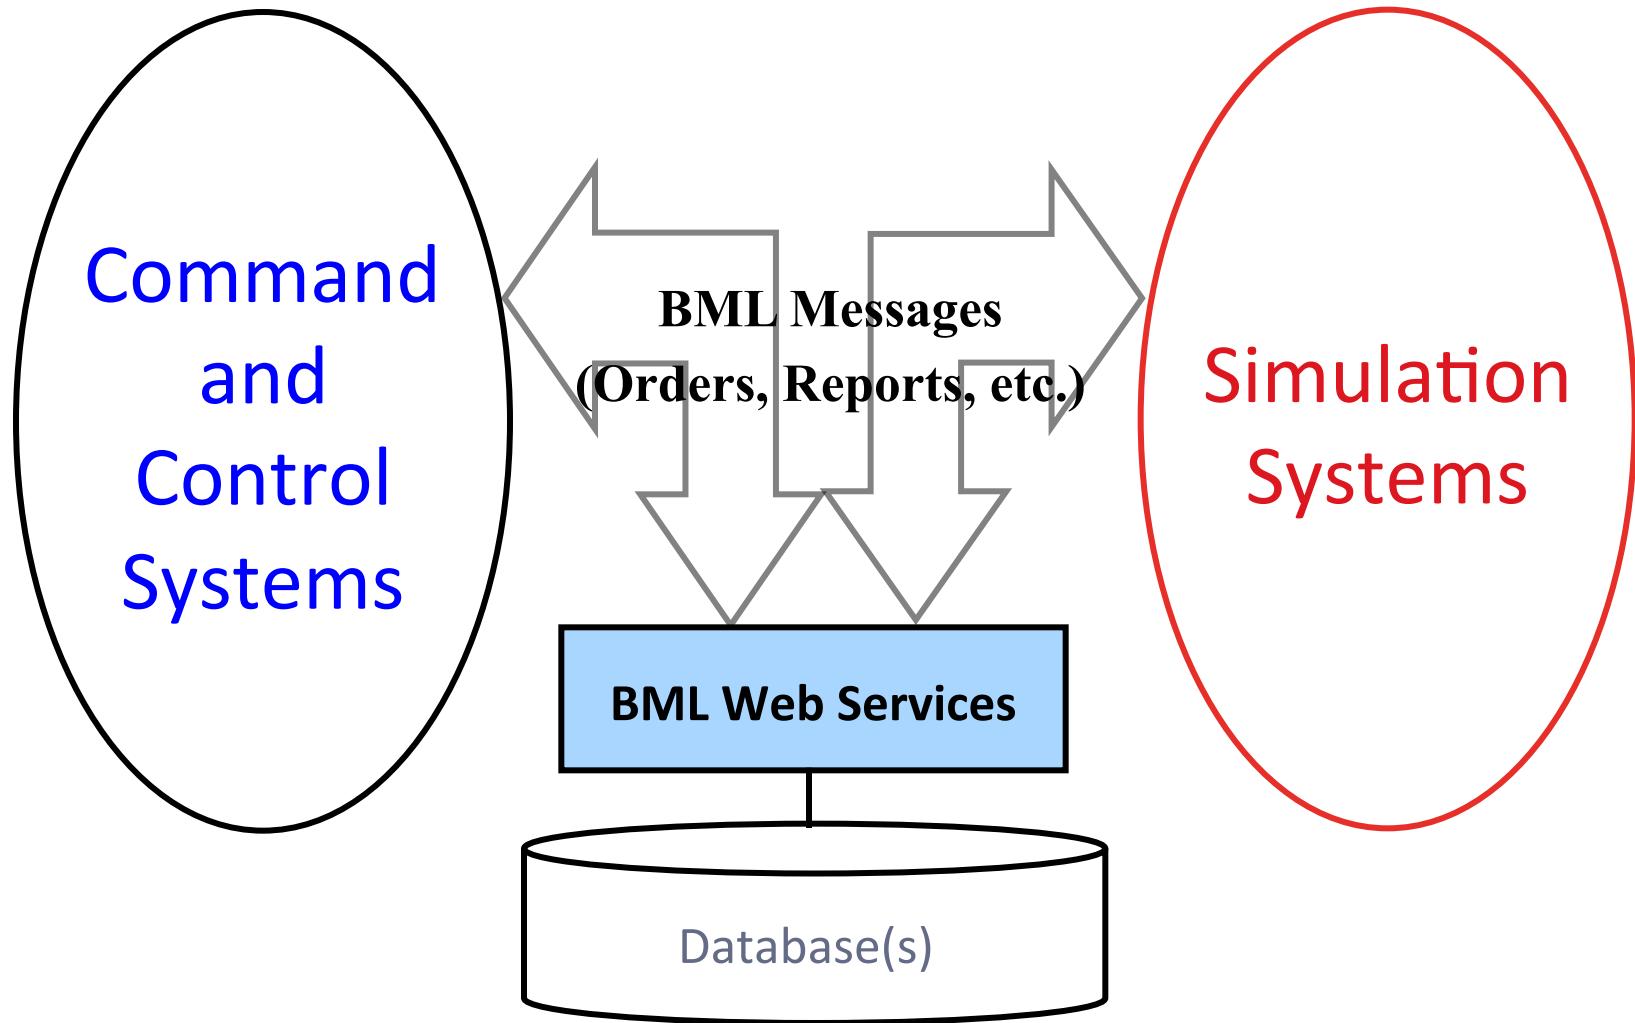 Command
and
Control
Systems
BML Messages
(Orders, Reports, etc.)
Simulation
Systems
BML Web Services
Database(s)